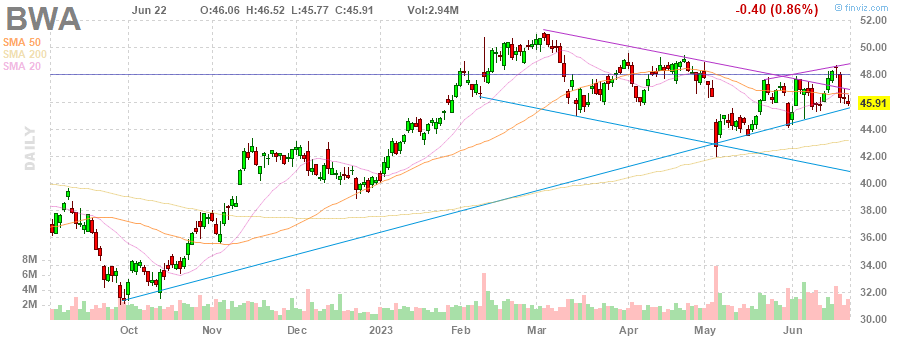 BWA Jun 22 O:46.06 H:46.52 L:45.77 C:45.91 Vol:2.94M -0.40 (0.86%) © finviz.com
SMA 50
SMA 200
SMA 20
DAILY
52.00
50.00
48.00
45.91
44.00
42.00
40.00
38.00
36.00
34.00
32.00
30.00
8M
6M
4M
2M
Oct Nov Dec 2023 Feb Mar Apr May Jun